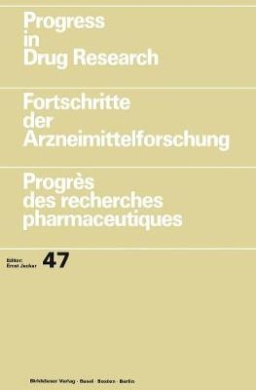 Progress
in
Drug Research
Fortschritte
der
Arzneimittelforschung
Progrès
des recherches
pharmaceutiques
Editor:
Ernst Jucker 47
Birkhäuser Verlag · Basel · Boston · Berlin